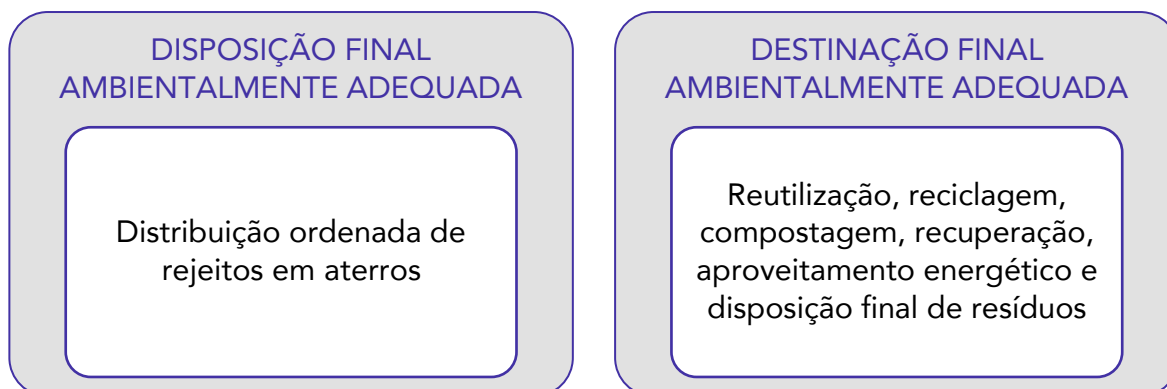 DISPOSIÇÃO FINAL
AMBIENTALMENTE ADEQUADA
Distribuição ordenada de
rejeitos em aterros
DESTINAÇÃO FINAL
AMBIENTALMENTE ADEQUADA
Reutilização, reciclagem,
compostagem, recuperação,
aproveitamento energético e
disposição final de resíduos